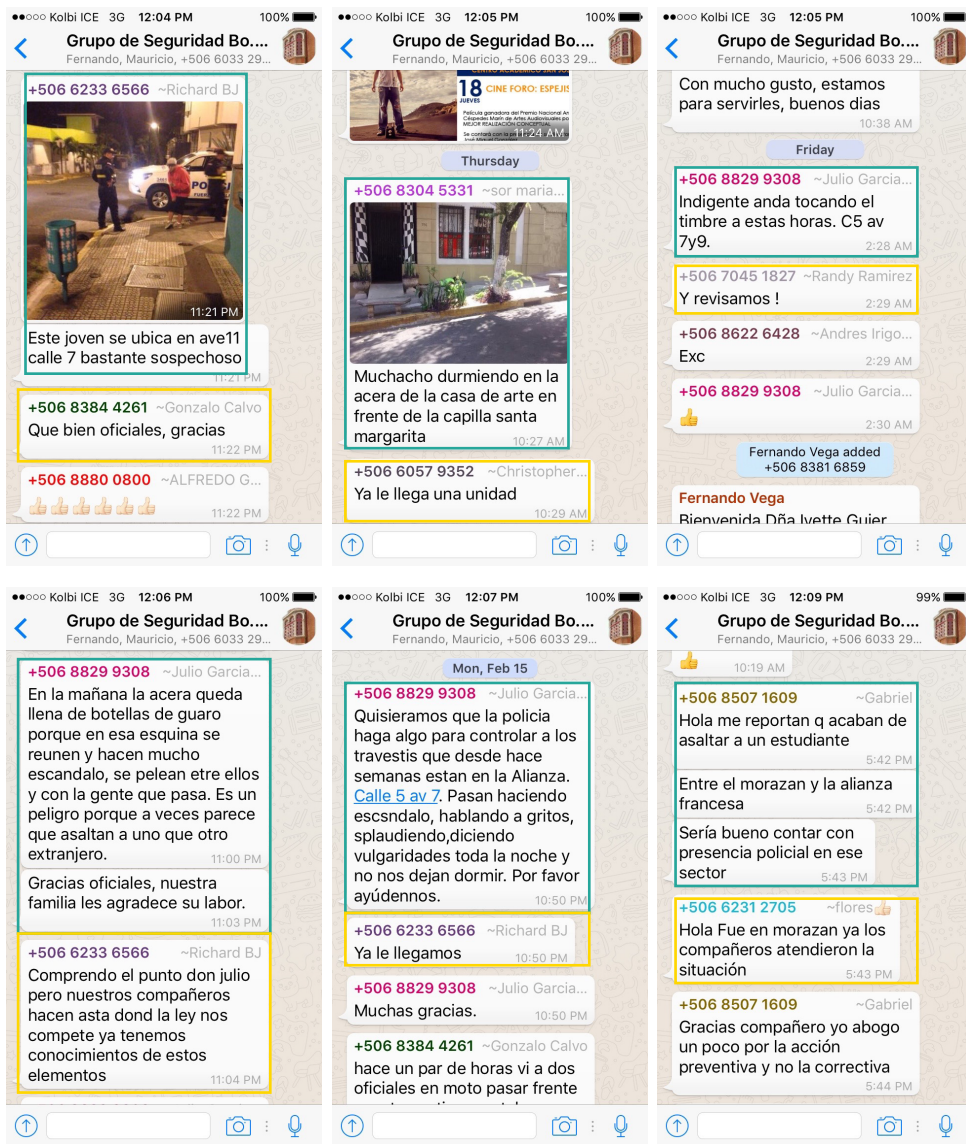 ●●○○○ Kolbi ICE 3G 12:04 PM 100%
Grupo de Seguridad Bo....
Fernando, Mauricio, +506 6033 29...
+506 6233 6566 ~Richard BJ
11:21 PM
Este joven se ubica en ave11
calle 7 bastante sospechoso
11:21 PM
+506 8384 4261 ~Gonzalo Calvo
Que bien oficiales, gracias
11:22 PM
+506 8880 0800 ~ALFREDO G...
👍🏻👍🏻👍🏻👍🏻👍🏻👍🏻
11:22 PM
●●○○○ Kolbi ICE 3G 12:05 PM 100%
Grupo de Seguridad Bo....
Fernando, Mauricio, +506 6033 29...
18 CINE FORO: ESPEJIS
JUEVES
Película ganadora del Premio Nacional An
Céspedes Marín de Artes Audiovisuales po
MEJOR REALIZACIÓN CONCEPTUAL
Se contará con la
11:24 AM
Thursday
+506 8304 5331 ~sor maria...
Muchacho durmiendo en la
acera de la casa de arte en
frente de la capilla santa
margarita
10:27 AM
+506 6057 9352 ~Christopher...
Ya le llega una unidad
10:29 AM
●●○○○ Kolbi ICE 3G 12:05 PM 100%
Grupo de Seguridad Bo....
Fernando, Mauricio, +506 6033 29...
Con mucho gusto, estamos
para servirles, buenos dias
10:38 AM
Friday
+506 8829 9308 ~Julio Garcia...
Indigente anda tocando el
timbre a estas horas. C5 av
7y9.
2:28 AM
+506 7045 1827 ~Randy Ramirez
Y revisamos !
2:29 AM
+506 8622 6428 ~Andres Irigo...
Exc
2:29 AM
+506 8829 9308 ~Julio Garcia...
👍
2:30 AM
Fernando Vega added
+506 8381 6859
Fernando Vega
Bienvenida Dña Ivette Guier
●●○○○ Kolbi ICE 3G 12:06 PM 100%
Grupo de Seguridad Bo....
Fernando, Mauricio, +506 6033 29...
+506 8829 9308 ~Julio Garcia...
En la mañana la acera queda
llena de botellas de guaro
porque en esa esquina se
reunen y hacen mucho
escandalo, se pelean etre ellos
y con la gente que pasa. Es un
peligro porque a veces parece
que asaltan a uno que otro
extranjero.
11:00 PM
Gracias oficiales, nuestra
familia les agradece su labor.
11:03 PM
+506 6233 6566 ~Richard BJ
Comprendo el punto don julio
pero nuestros compañeros
hacen asta dond la ley nos
compete ya tenemos
conocimientos de estos
elementos
11:04 PM
●●○○○ Kolbi ICE 3G 12:07 PM 100%
Grupo de Seguridad Bo....
Fernando, Mauricio, +506 6033 29...
Mon, Feb 15
+506 8829 9308 ~Julio Garcia...
Quisieramos que la policia
haga algo para controlar a los
travestis que desde hace
semanas estan en la Alianza.
Calle 5 av 7. Pasan haciendo
escsndalo, hablando a gritos,
splaudiendo,diciendo
vulgaridades toda la noche y
no nos dejan dormir. Por favor
ayúdennos.
10:50 PM
+506 6233 6566 ~Richard BJ
Ya le llegamos
10:50 PM
+506 8829 9308 ~Julio Garcia...
Muchas gracias.
10:50 PM
+506 8384 4261 ~Gonzalo Calvo
hace un par de horas vi a dos
oficiales en moto pasar frente
●●○○○ Kolbi ICE 3G 12:09 PM 99%
Grupo de Seguridad Bo....
Fernando, Mauricio, +506 6033 29...
👍
10:19 AM
+506 8507 1609 ~Gabriel
Hola me reportan q acaban de
asaltar a un estudiante
5:42 PM
Entre el morazan y la alianza
francesa
5:42 PM
Sería bueno contar con
presencia policial en ese
sector
5:43 PM
+506 6231 2705 ~flores👍🏻
Hola Fue en morazan ya los
compañeros atendieron la
situación
5:43 PM
+506 8507 1609 ~Gabriel
Gracias compañero yo abogo
un poco por la acción
preventiva y no la correctiva
5:44 PM